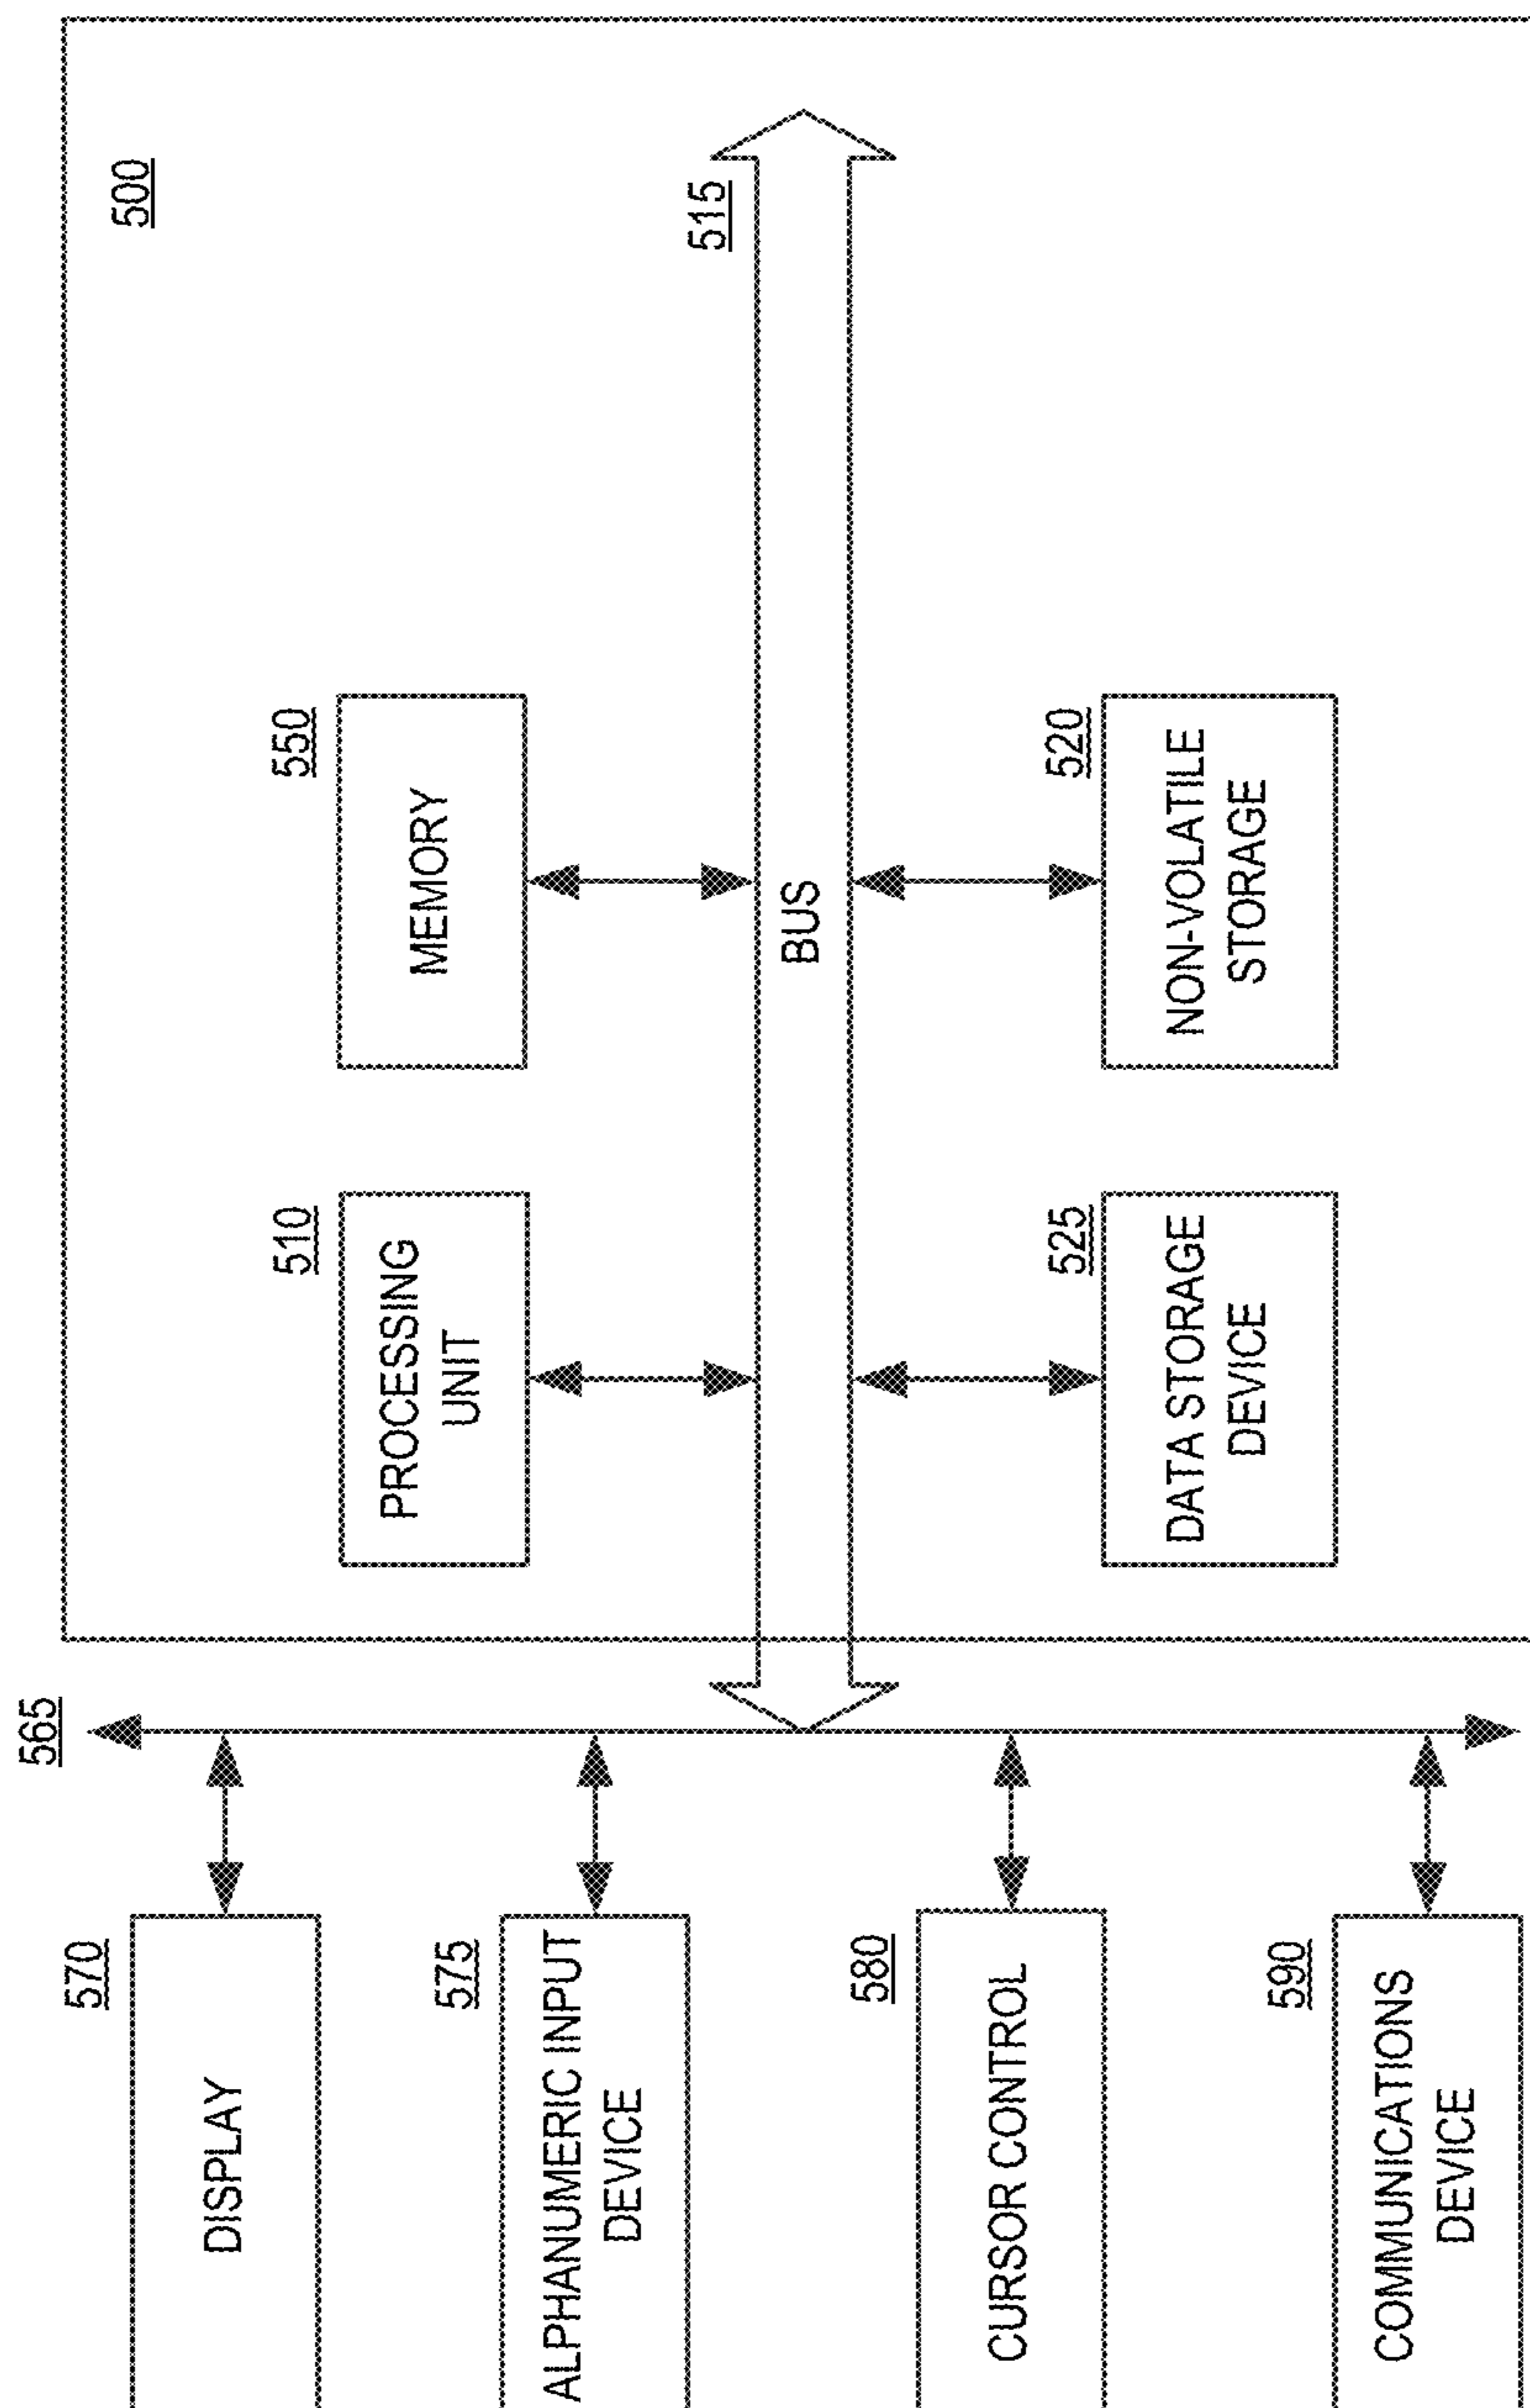 565
570
DISPLAY
575
ALPHANUMERIC INPUT
DEVICE
580
CURSOR CONTROL
590
COMMUNICATIONS
DEVICE
500
510
PROCESSING
UNIT
550
MEMORY
515
BUS
525
DATA STORAGE
DEVICE
520
NON-VOLATILE
STORAGE